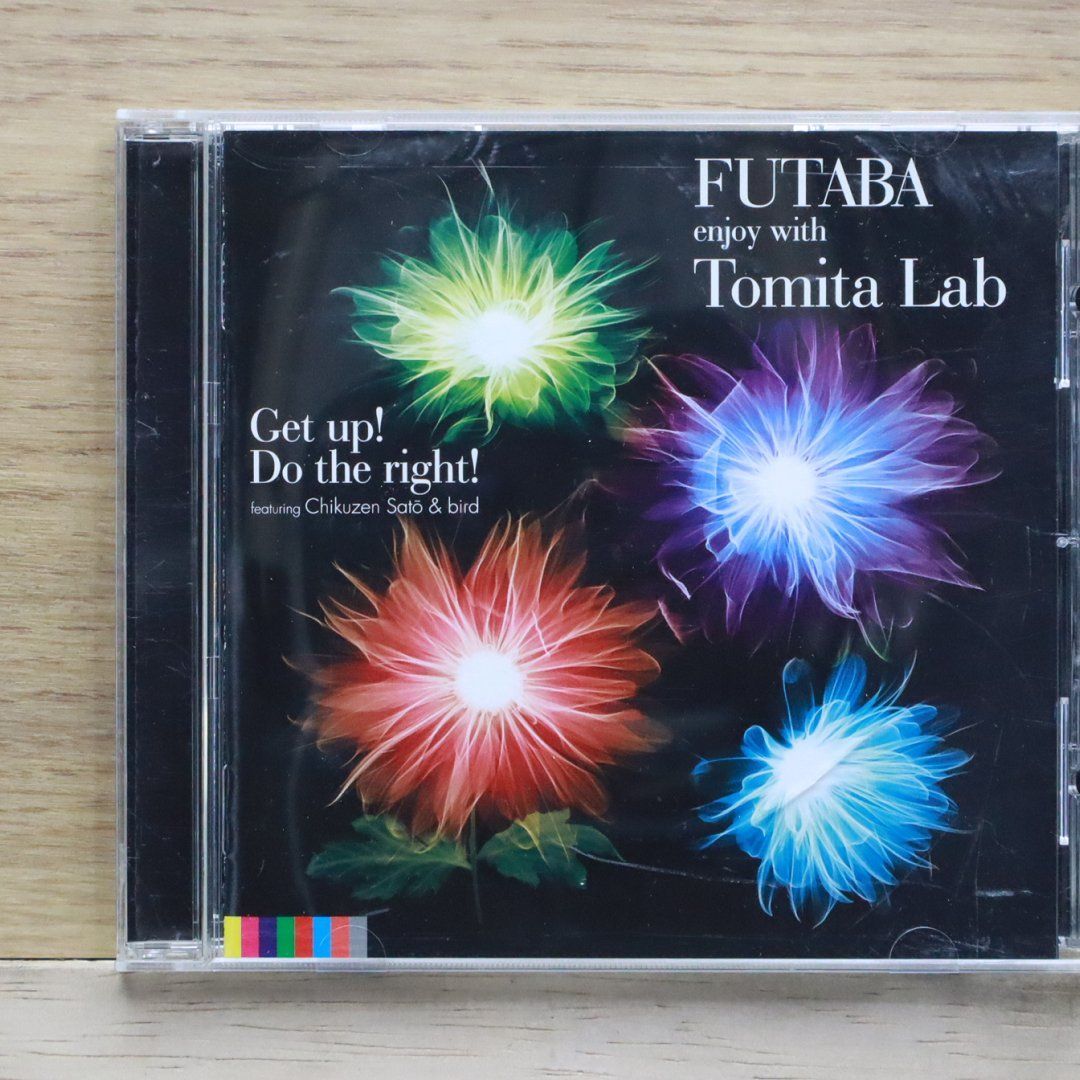 FUTABA
enjoy with
Tomita Lab
Get up!
Do the right!
featuring Chikuzen Satō & bird